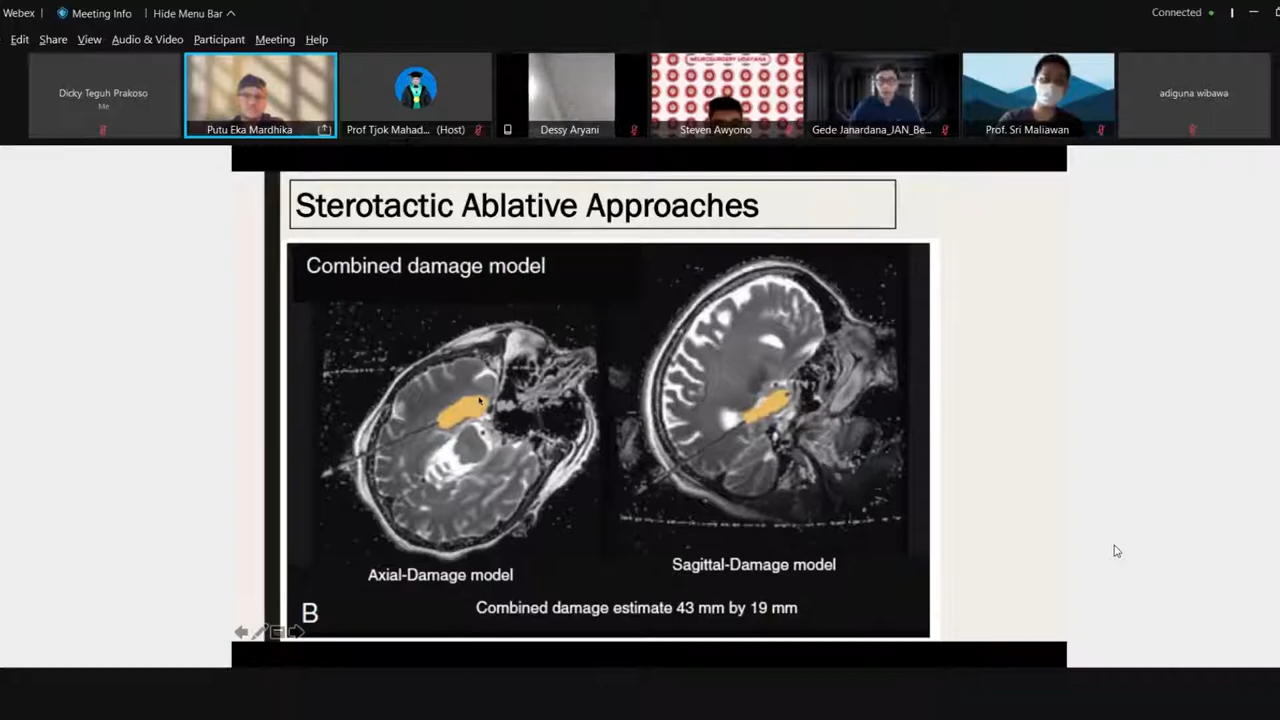 Webex
Meeting Info
Hide Menu Bar
Connected
Edit Share View Audio & Video Participant Meeting Help
Dicky Teguh Prakoso
Me
Putu Eka Mardhika
Prof Tjok Mahad... (Host)
Dessy Aryani
NEUROSURGERY UDAYANA
Steven Awyono
Gede Janardana_JAN_Be...
Prof. Sri Maliawan
adiguna wibawa
Sterotactic Ablative Approaches
Combined damage model
Axial-Damage model
Sagittal-Damage model
Combined damage estimate 43 mm by 19 mm
B